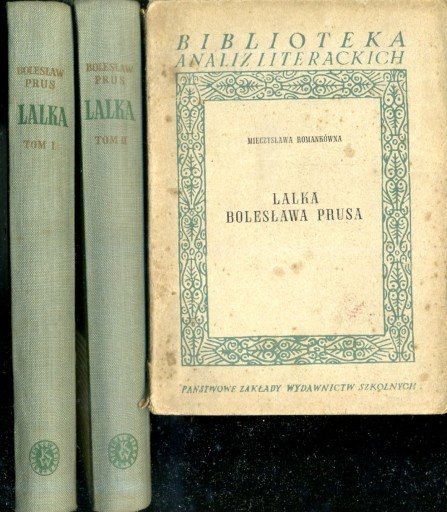 BOLESŁAW
PRUS
LALKA
TOM I
BOLESŁAW
PRUS
LALKA
TOM II
BIBLIOTEKA
ANALIZ LITERACKICH
MIECZYSŁAWA ROMANKÓWNA
LALKA
BOLESŁAWA PRUSA
PAŃSTWOWE ZAKŁADY WYDAWNICTW SZKOLNYCH